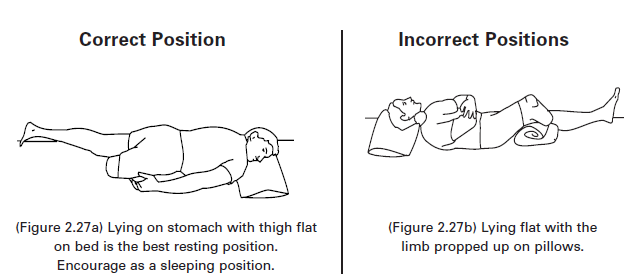 Correct Position
(Figure 2.27a) Lying on stomach with thigh flat
on bed is the best resting position.
Encourage as a sleeping position.
Incorrect Positions
(Figure 2.27b) Lying flat with the
limb propped up on pillows.